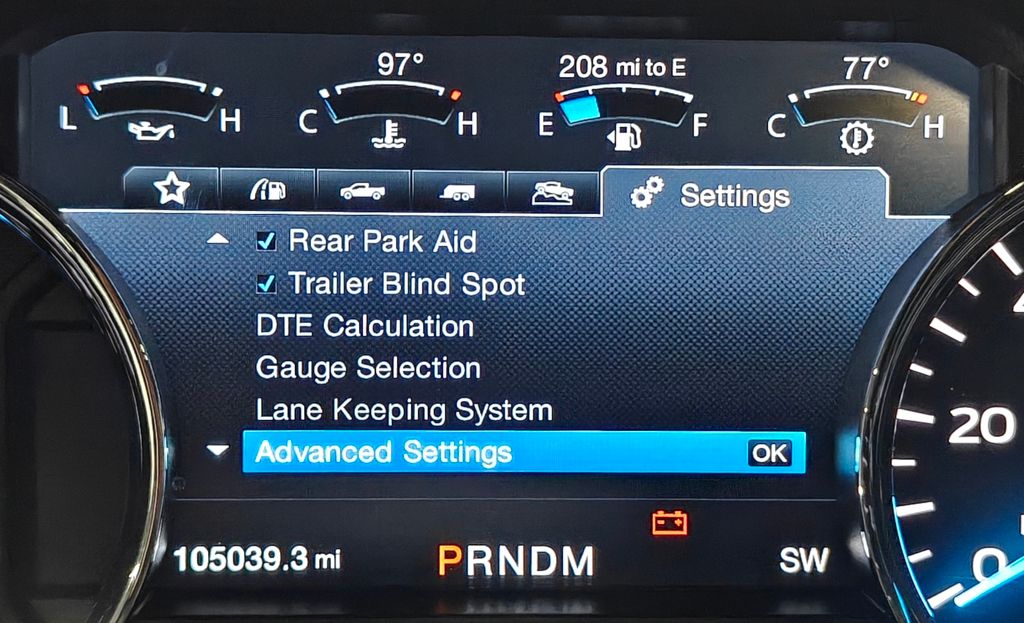 97° 208 mi to E 77°
L H C H E F C H
Settings
Rear Park Aid
Trailer Blind Spot
DTE Calculation
Gauge Selection
Lane Keeping System
Advanced Settings OK
20
0
105039.3 mi PRNDM SW